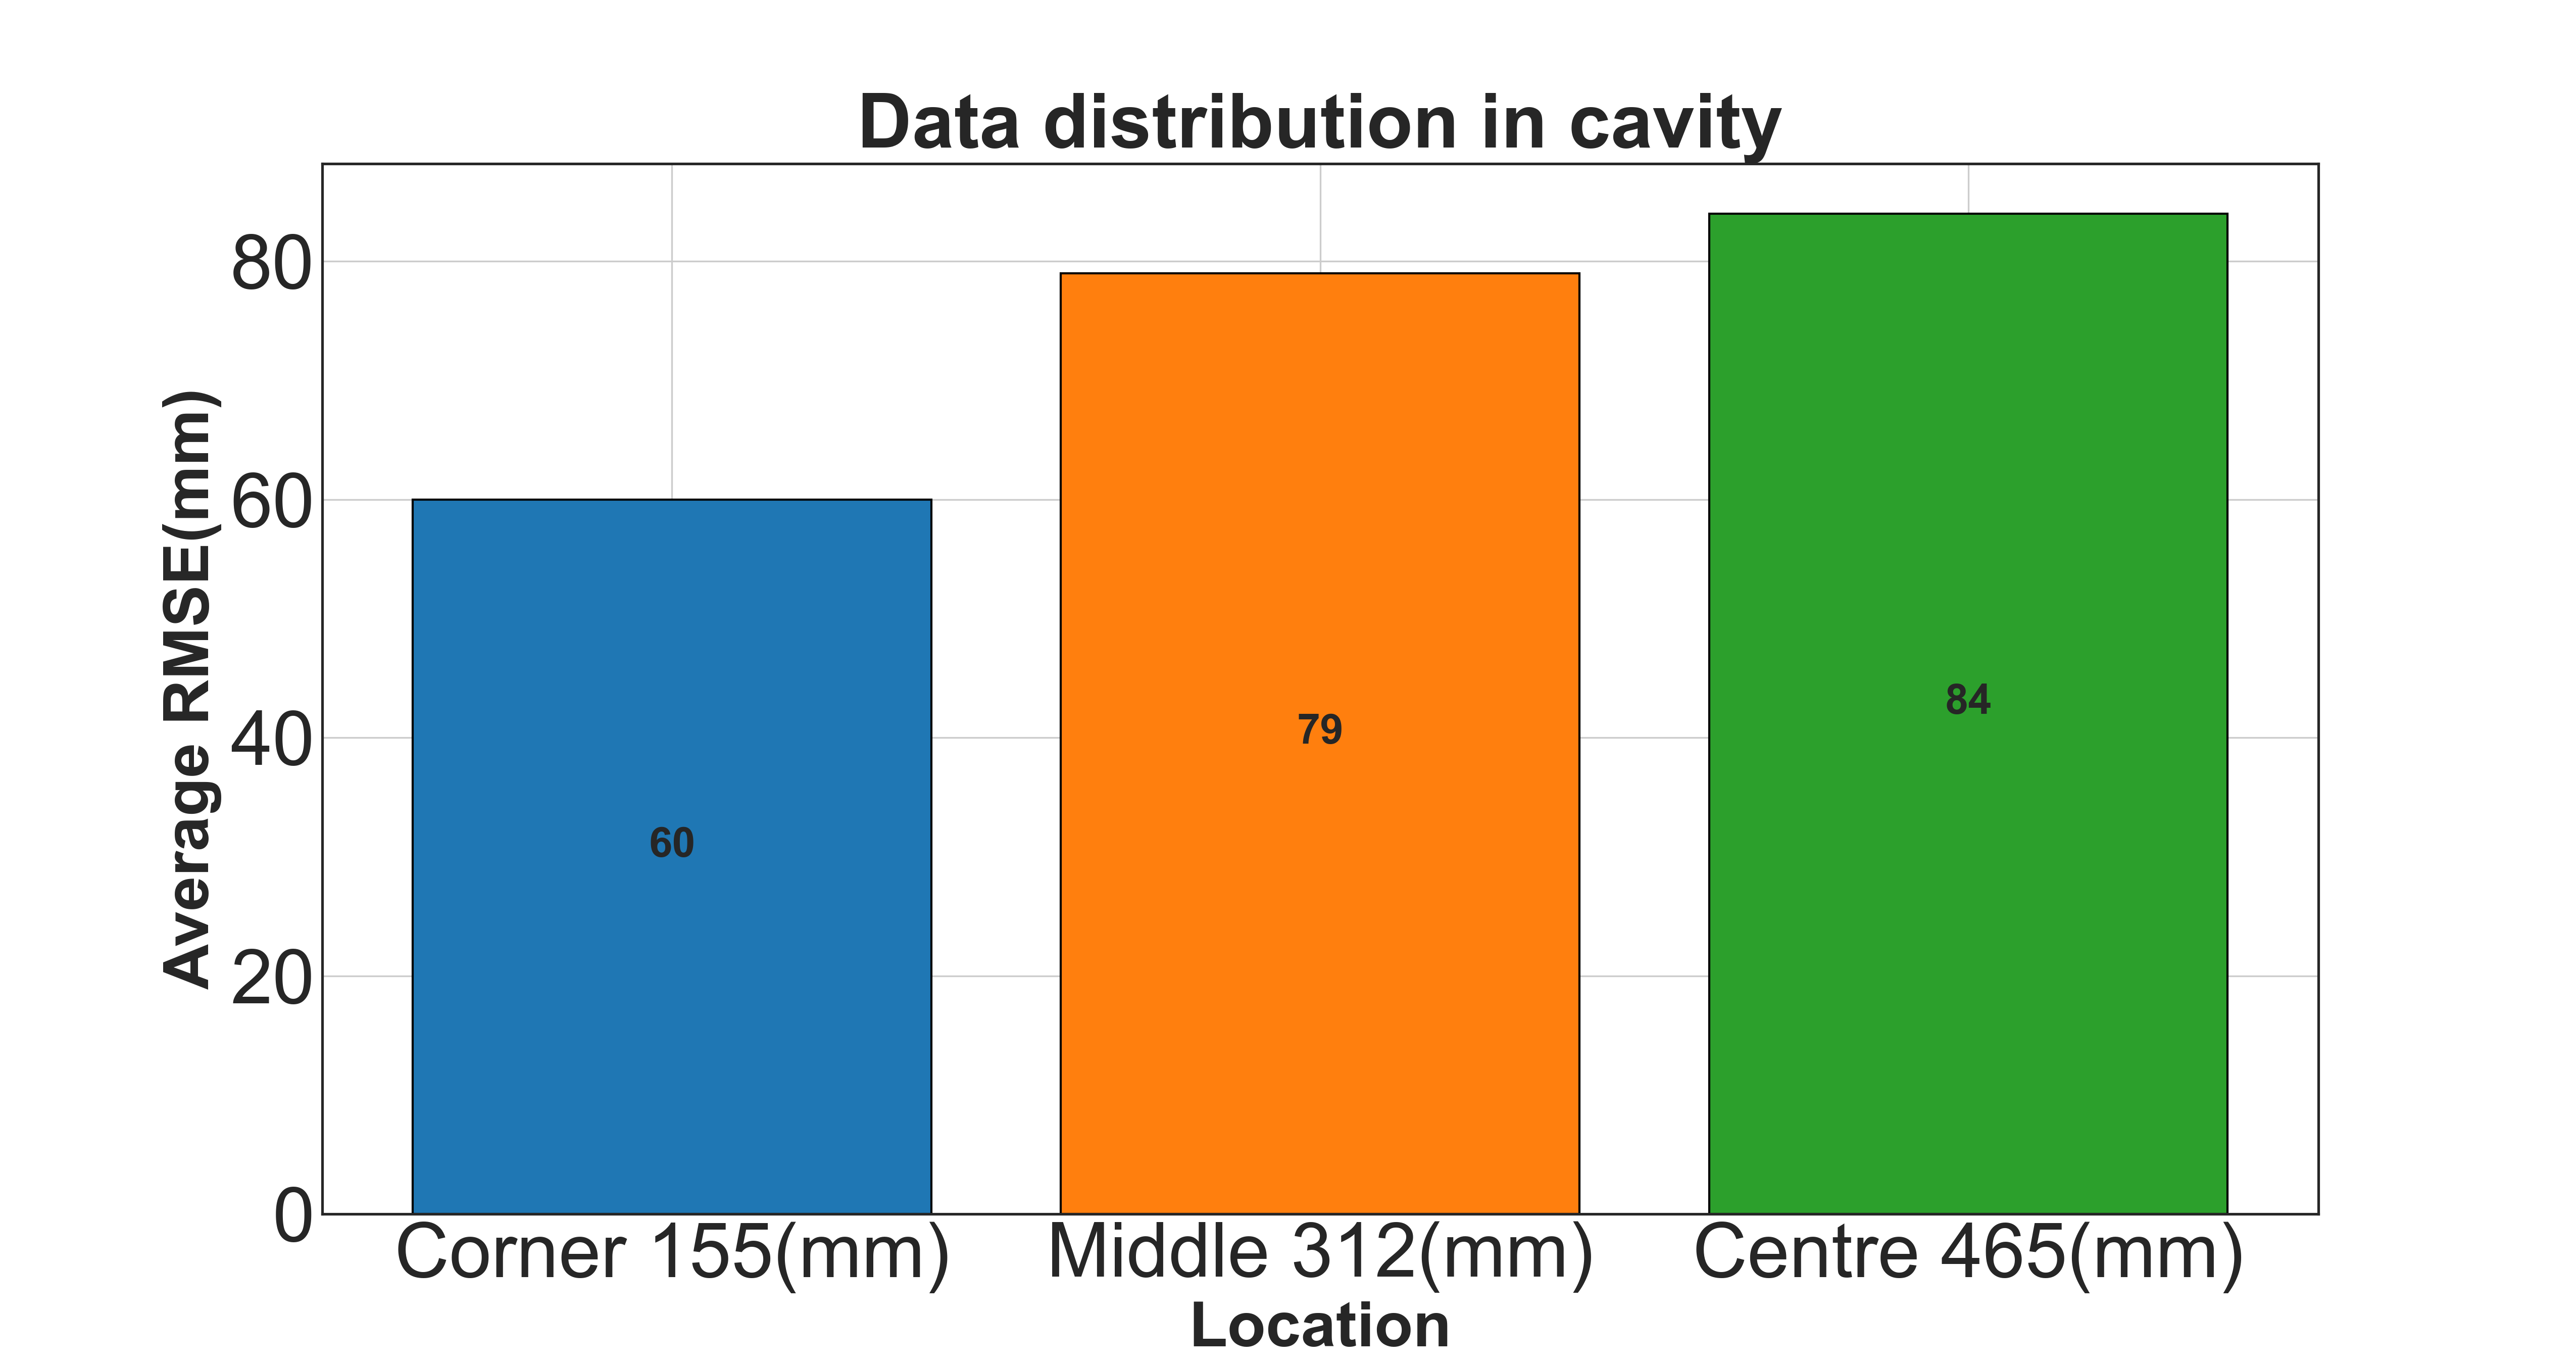 Data distribution in cavity
Average RMSE(mm)
80
60
40
20
0
60
79
84
Corner 155(mm)
Middle 312(mm)
Centre 465(mm)
Location